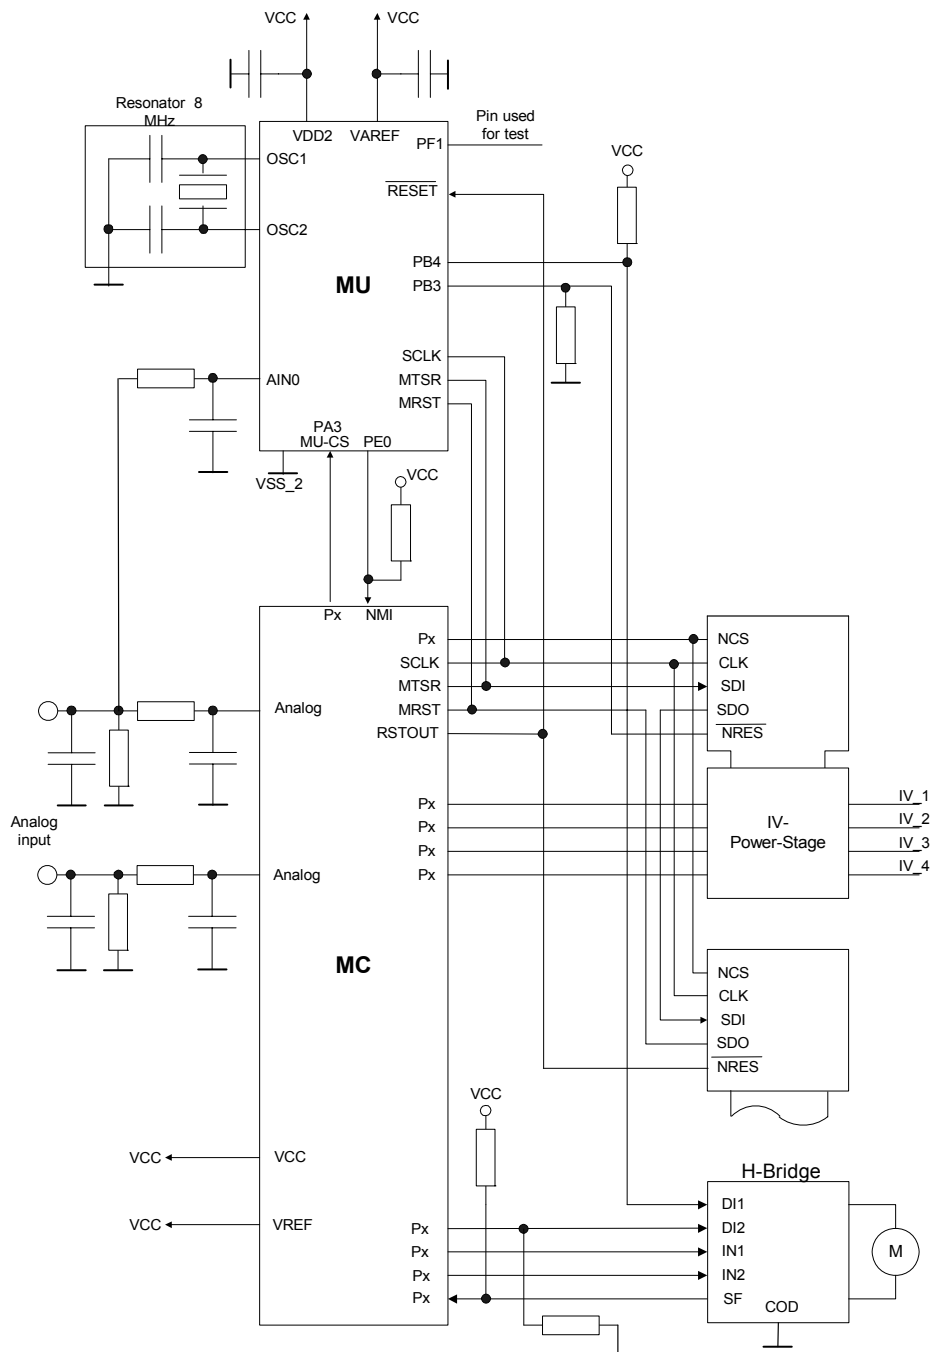 VCC
VCC
Resonator 8
MHz
VDD2
VAREF
Pin used
for test
PF1
OSC1
VCC
RESET
OSC2
PB4
MU
PB3
SCLK
AIN0
MTSR
MRST
PA3
MU-CS
PE0
VSS_2
VCC
Px
NMI
Px
NCS
SCLK
CLK
MTSR
SDI
Analog
MRST
SDO
RSTOUT
NRES
Analog
input
Px
IV_1
Px
IV-
Power-Stage
IV_2
Px
IV_3
Analog
Px
IV_4
MC
NCS
CLK
SDI
SDO
NRES
VCC
VCC
VCC
H-Bridge
DI1
VCC
VREF
Px
DI2
Px
IN1
M
Px
IN2
Px
SF
COD